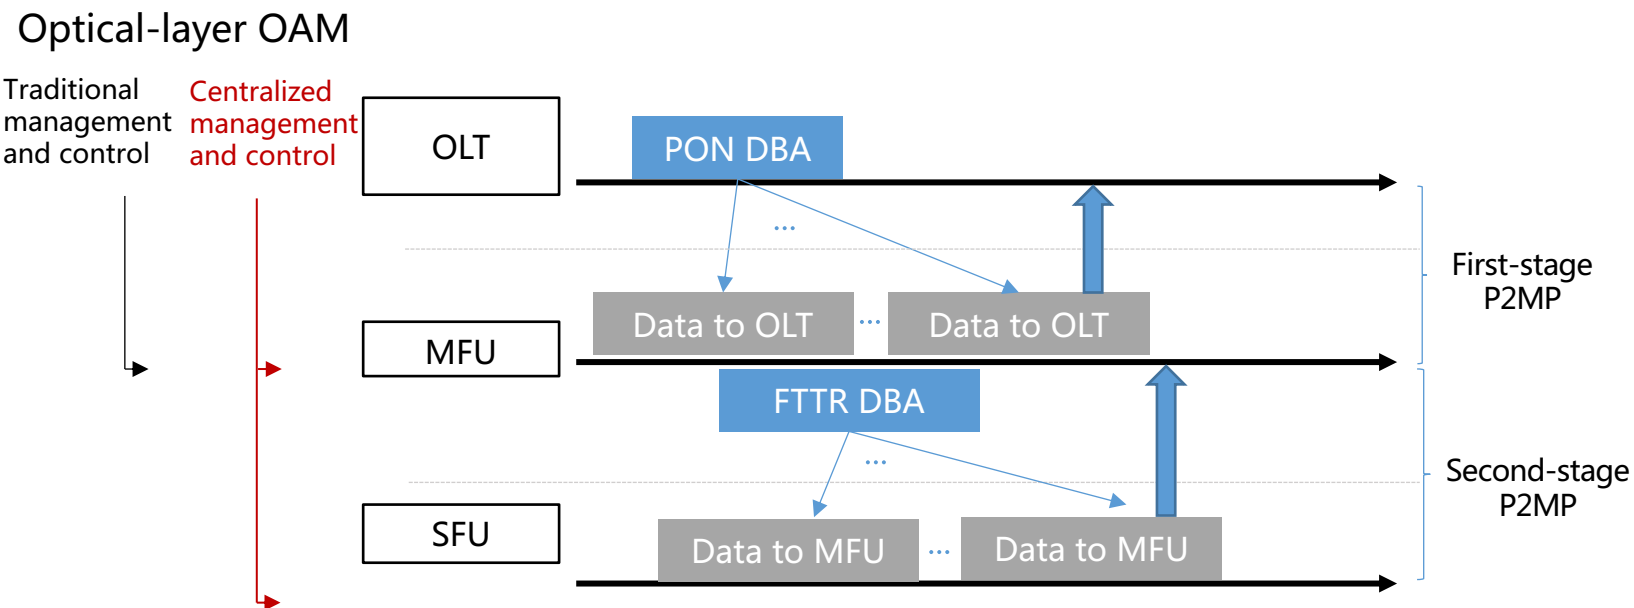 Optical-layer OAM
Traditional
management
and control
Centralized
management
and control
OLT
PON DBA
...
First-stage
P2MP
Data to OLT
...
Data to OLT
MFU
FTTR DBA
...
Second-stage
P2MP
SFU
Data to MFU
...
Data to MFU